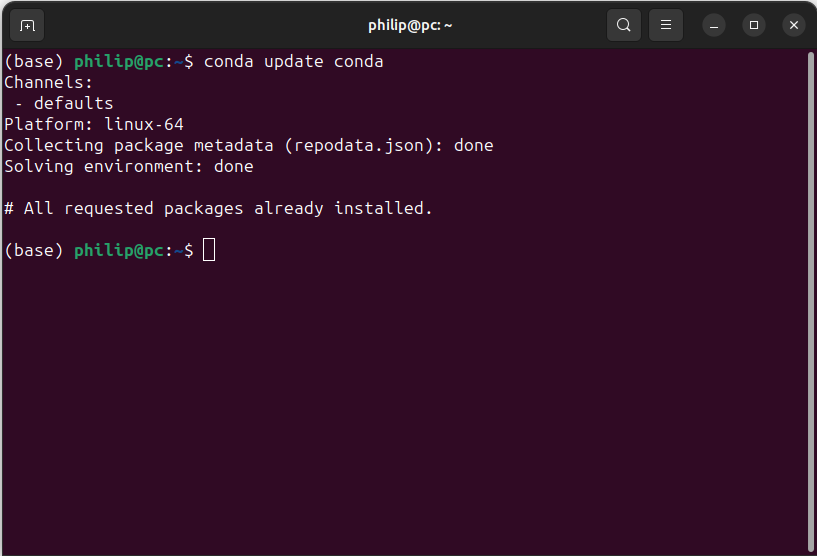 philip@pc: ~
(base) philip@pc:~$ conda update conda
Channels:
 - defaults
Platform: linux-64
Collecting package metadata (repodata.json): done
Solving environment: done

# All requested packages already installed.

(base) philip@pc:~$